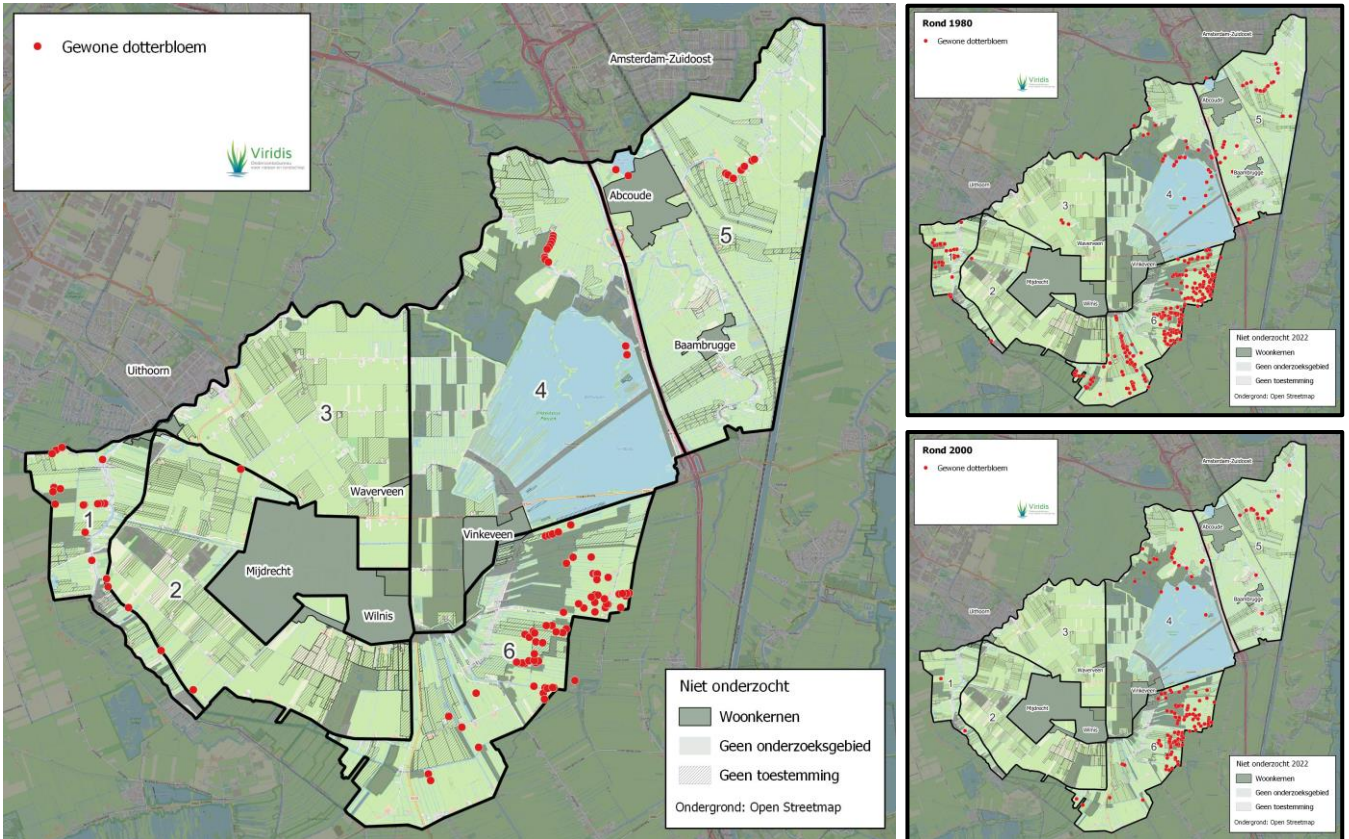 Gewone dotterbloem
Viridis
Amsterdam-Zuidoost
Abcoude
5
Baambrugge
4
Uithoorn
3
Waverveen
Vinkeveen
1
2
Mijdrecht
Wilnis
6
Niet onderzocht
Woonkernen
Geen onderzoeksgebied
Geen toestemming
Ondergrond: Open Streetmap
Rond 1980
Gewone dotterbloem
Viridis
Amsterdam-Zuidoost
Abcoude
5
Baambrugge
4
Uithoorn
3
Waverveen
Vinkeveen
2
Mijdrecht
Wilnis
6
Niet onderzocht 2022
Woonkernen
Geen onderzoeksgebied
Geen toestemming
Ondergrond: Open Streetmap
Rond 2000
Gewone dotterbloem
Viridis
Amsterdam-Zuidoost
Abcoude
5
Baambrugge
4
Uithoorn
3
Waverveen
Vinkeveen
1
2
Mijdrecht
Wilnis
6
Niet onderzocht 2022
Woonkernen
Geen onderzoeksgebied
Geen toestemming
Ondergrond: Open Streetmap